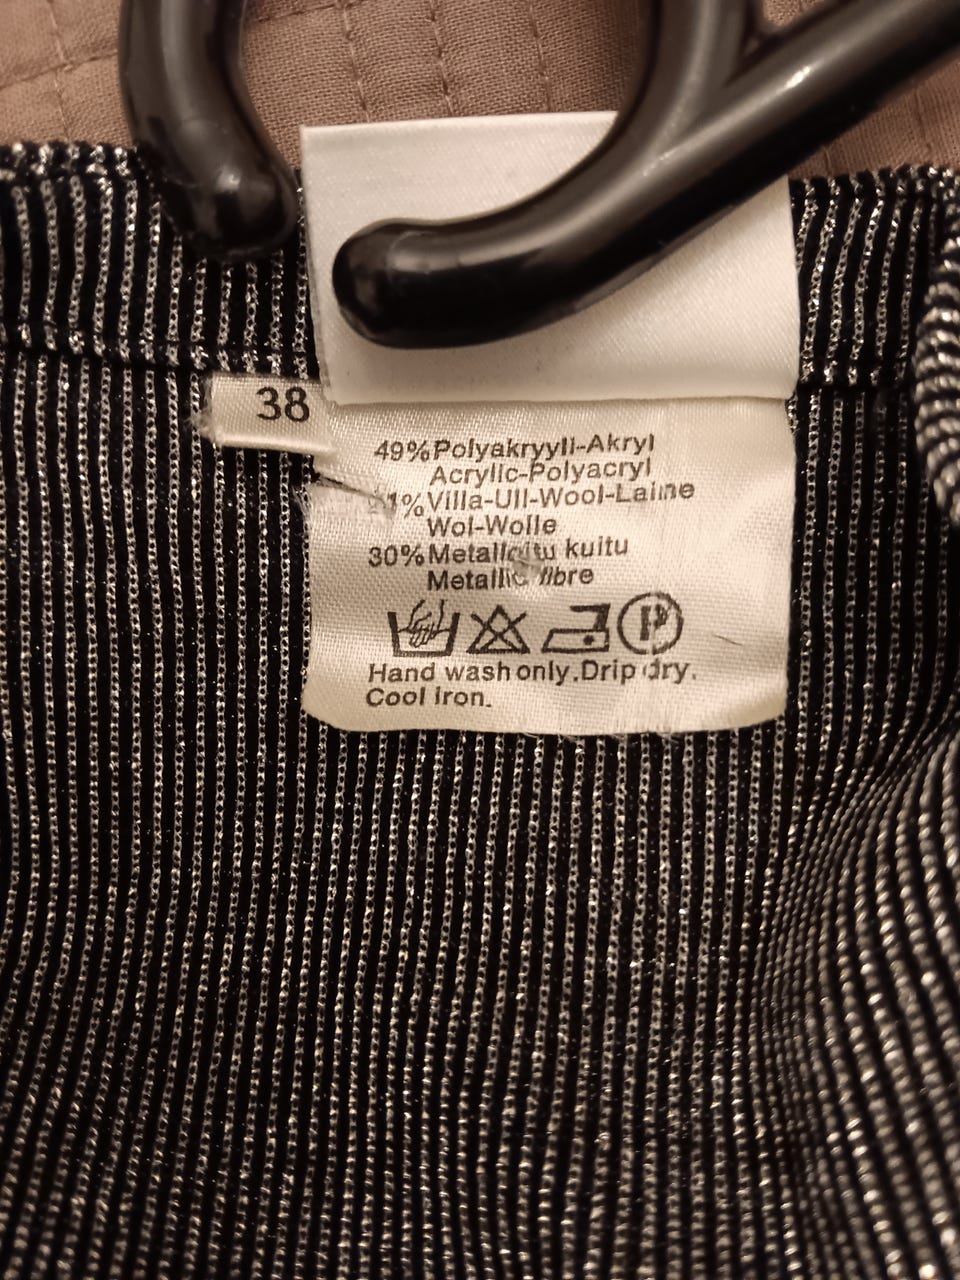 38
49% Polyakryyli-Akryl
Acrylic-Polyacryl
1% Villa-Ull-Wool-Laine
Wol-Wolle
30% Metalloitu kuitu
Metallic fibre
P
Hand wash only. Drip dry.
Cool iron.